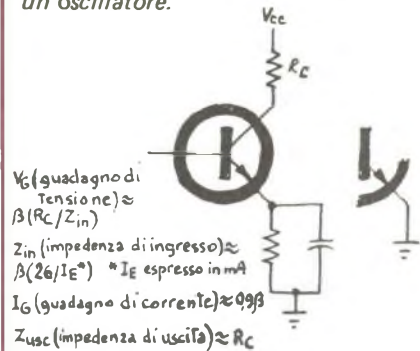 un oscillatore.
Vcc
RC
VG (guadagno di
Tensione) ≈
β(RC/Zin)
Zin (impedenza di ingresso) ≈
β(26/IE*) *IE espresso in mA
IG (guadagno di corrente) ≈ 0,9β
Zusc (impedenza di uscita) ≈ RC